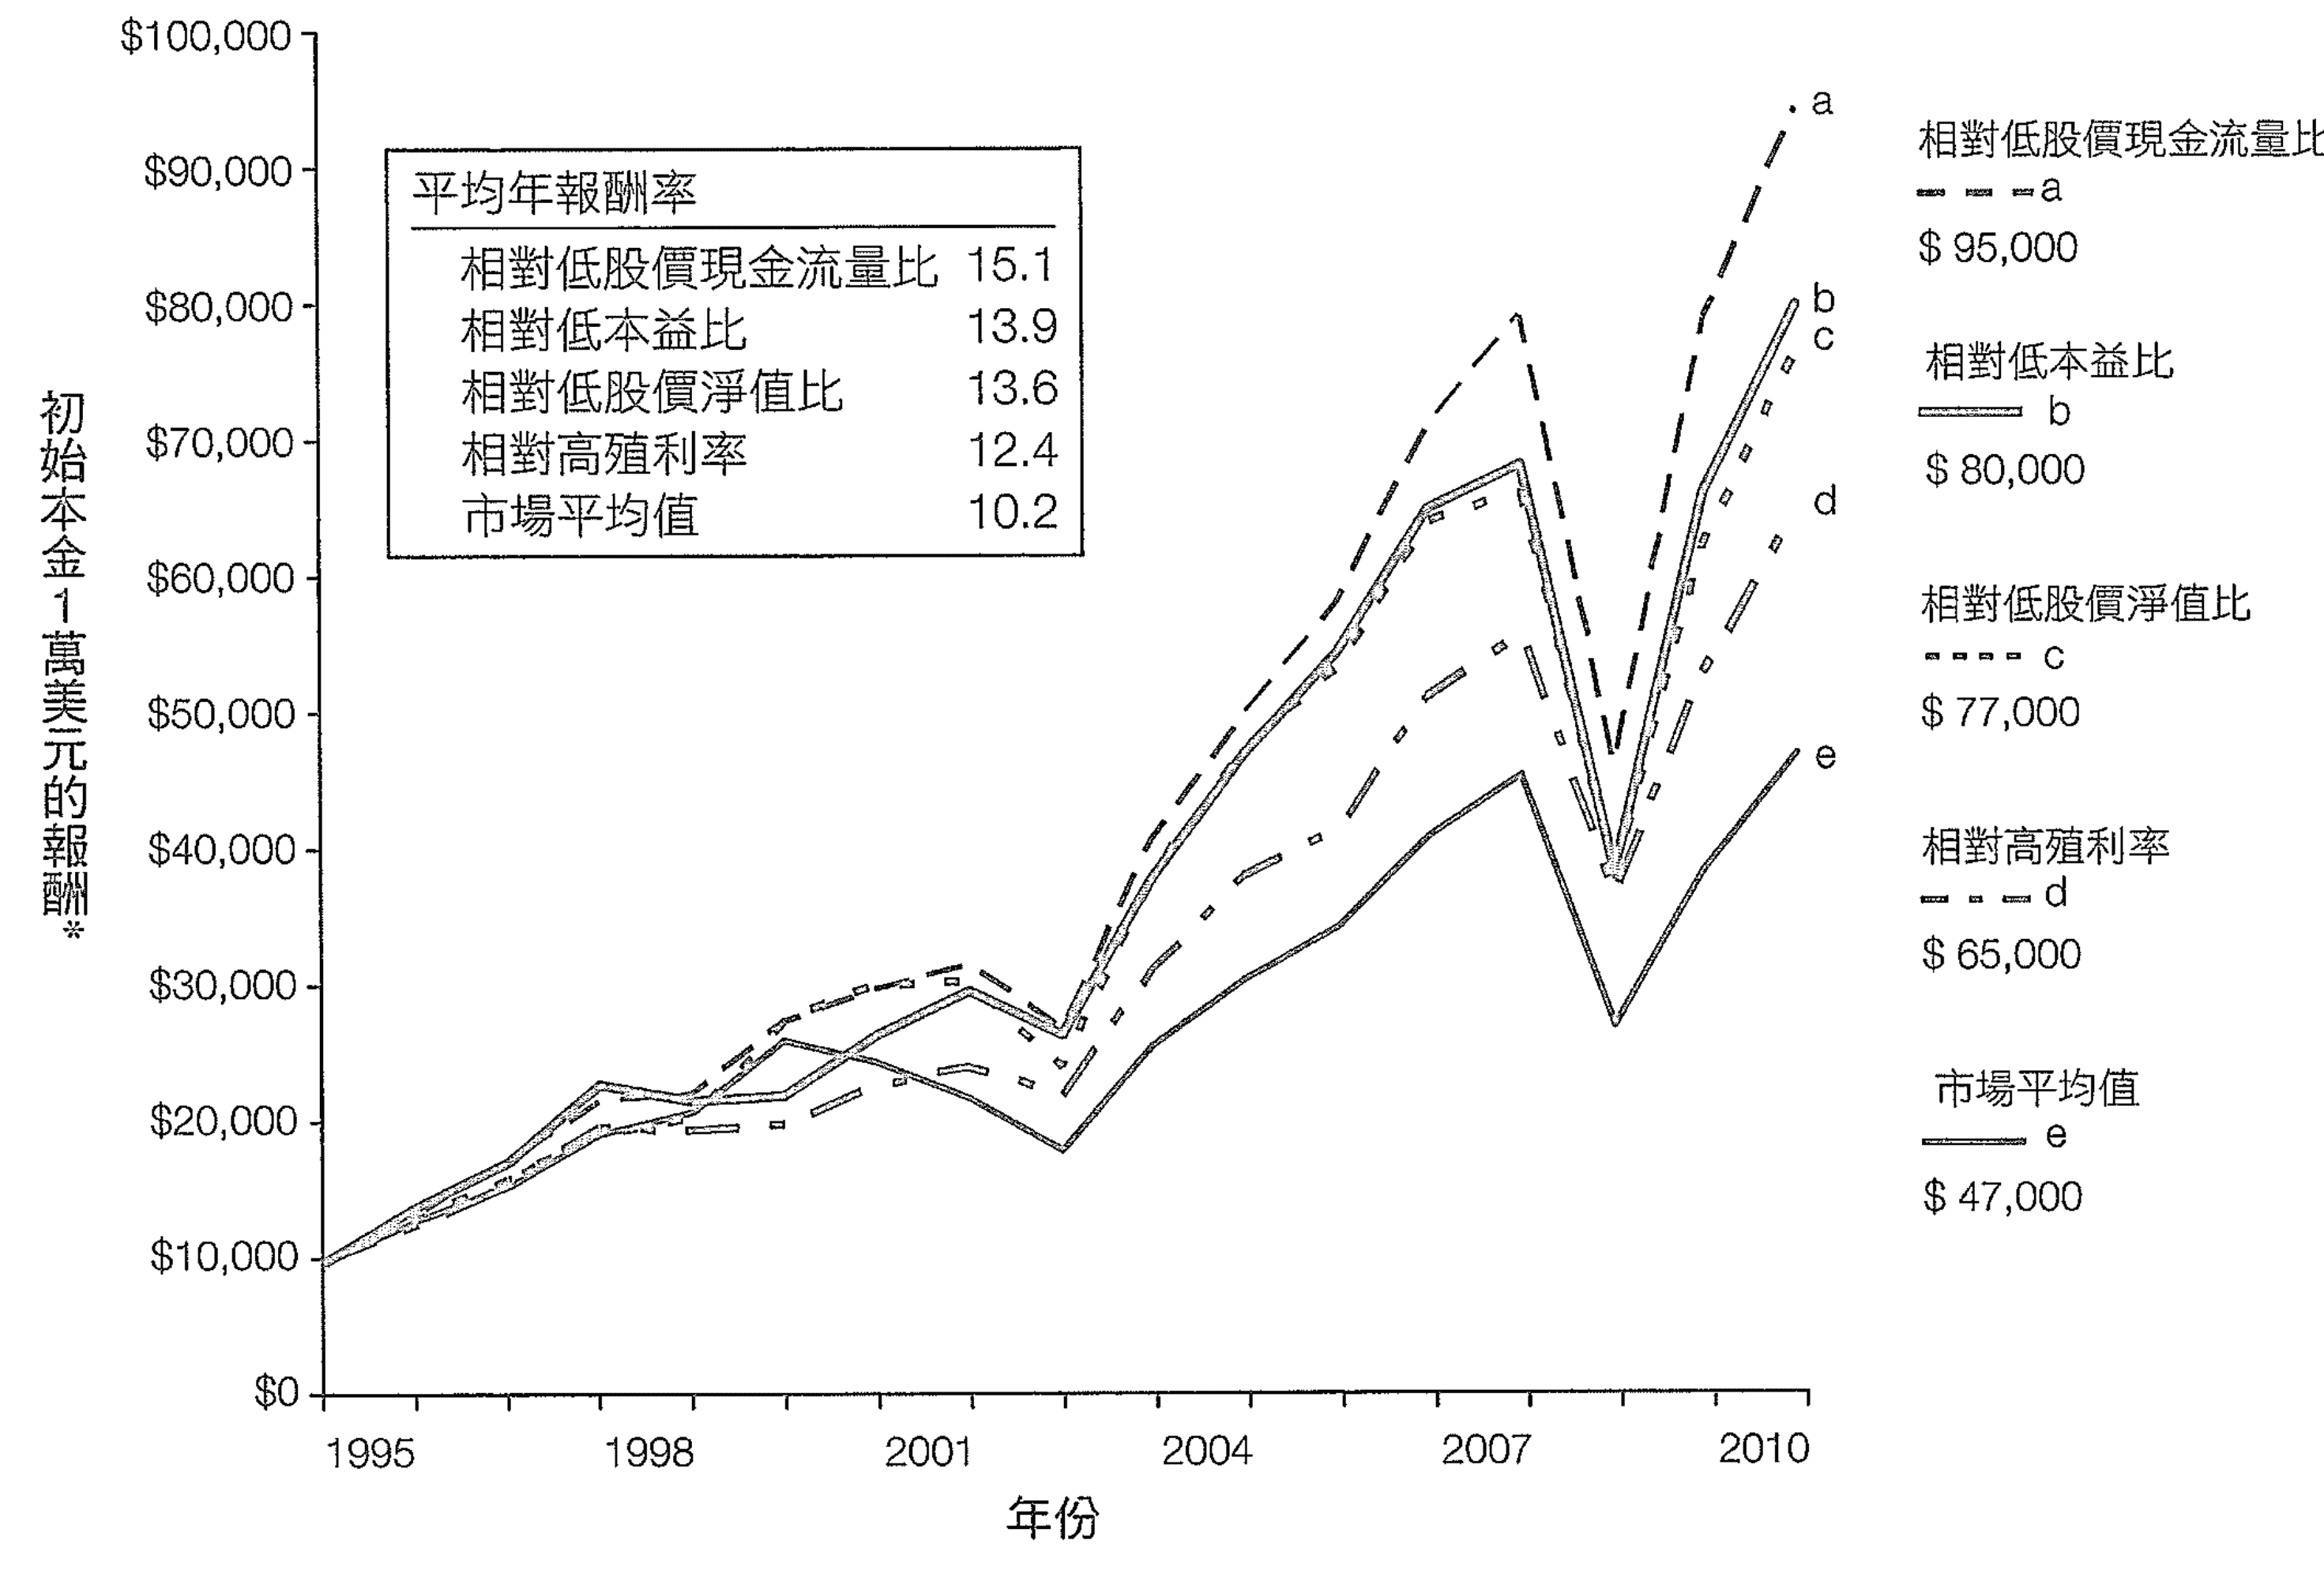 初始本金1萬美元的報酬*
$100,000
$90,000
$80,000
$70,000
$60,000
$50,000
$40,000
$30,000
$20,000
$10,000
$0
平均年報酬率
相對低股價現金流量比 15.1
相對低本益比 13.9
相對低股價淨值比 13.6
相對高殖利率 12.4
市場平均值 10.2
a
b
c
d
e
相對低股價現金流量比
a
$ 95,000
相對低本益比
b
$ 80,000
相對低股價淨值比
c
$ 77,000
相對高殖利率
d
$ 65,000
市場平均值
e
$ 47,000
1995 1998 2001 2004 2007 2010
年份